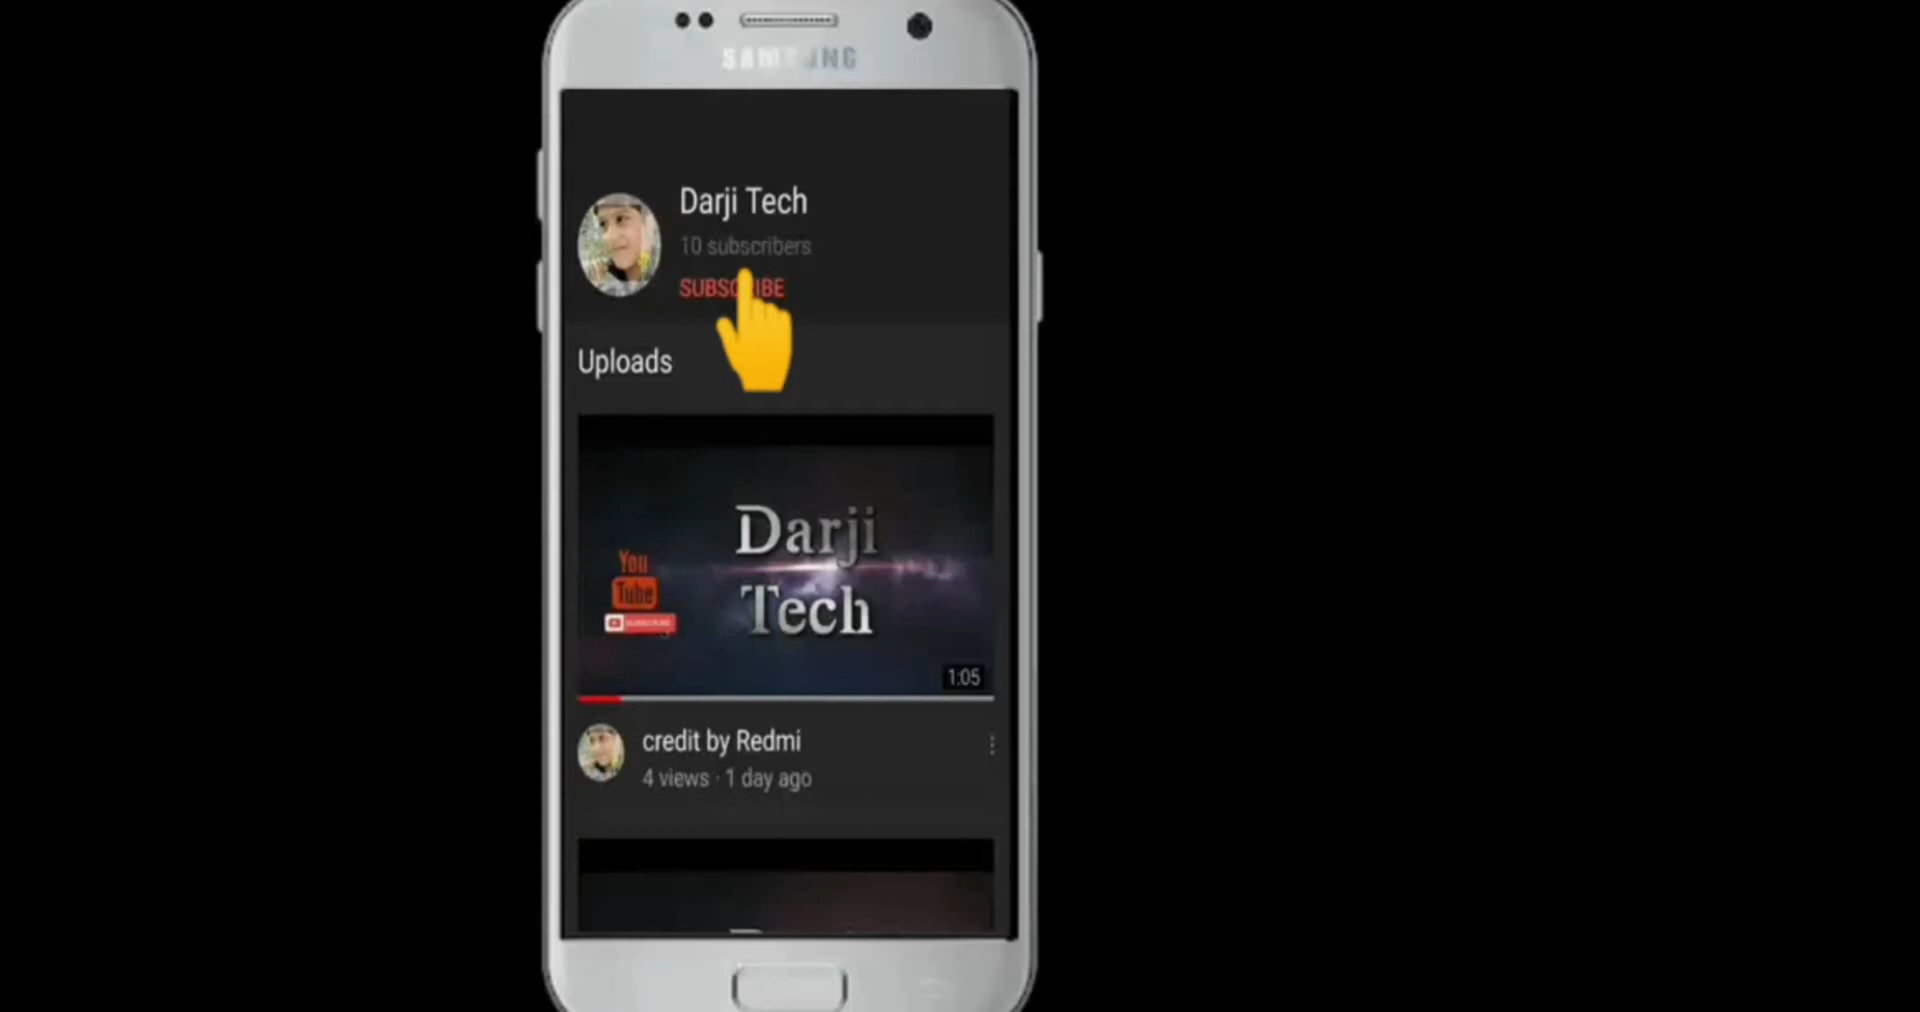 SAMSUNG
Darji Tech
10 subscribers
SUBSCRIBE
Uploads
Darji
Tech
You
Tube
SUBSCRIBE
1:05
credit by Redmi
4 views · 1 day ago